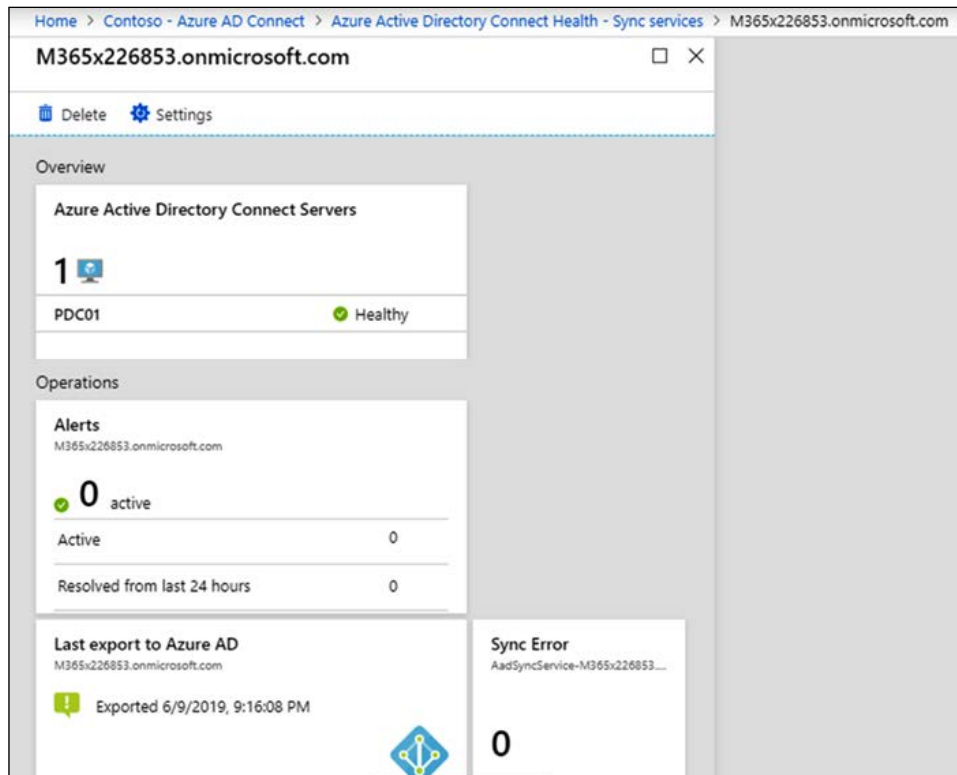 Home > Contoso - Azure AD Connect > Azure Active Directory Connect Health - Sync services > M365x226853.onmicrosoft.com
M365x226853.onmicrosoft.com
Delete Settings
Overview
Azure Active Directory Connect Servers
1
PDC01 Healthy
Operations
Alerts
M365x226853.onmicrosoft.com
0 active
Active 0
Resolved from last 24 hours 0
Last export to Azure AD
M365x226853.onmicrosoft.com
Exported 6/9/2019, 9:16:08 PM
Sync Error
AadSyncService-M365x226853....
0